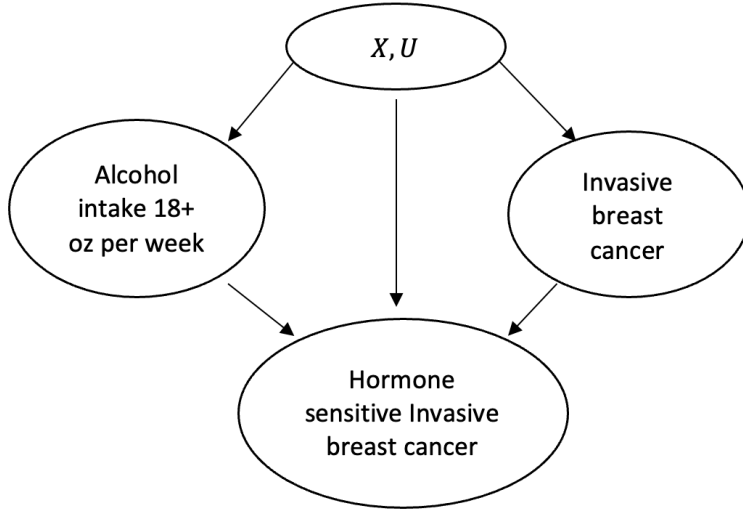 X, U
Alcohol
intake 18+
oz per week
Invasive
breast
cancer
Hormone
sensitive Invasive
breast cancer